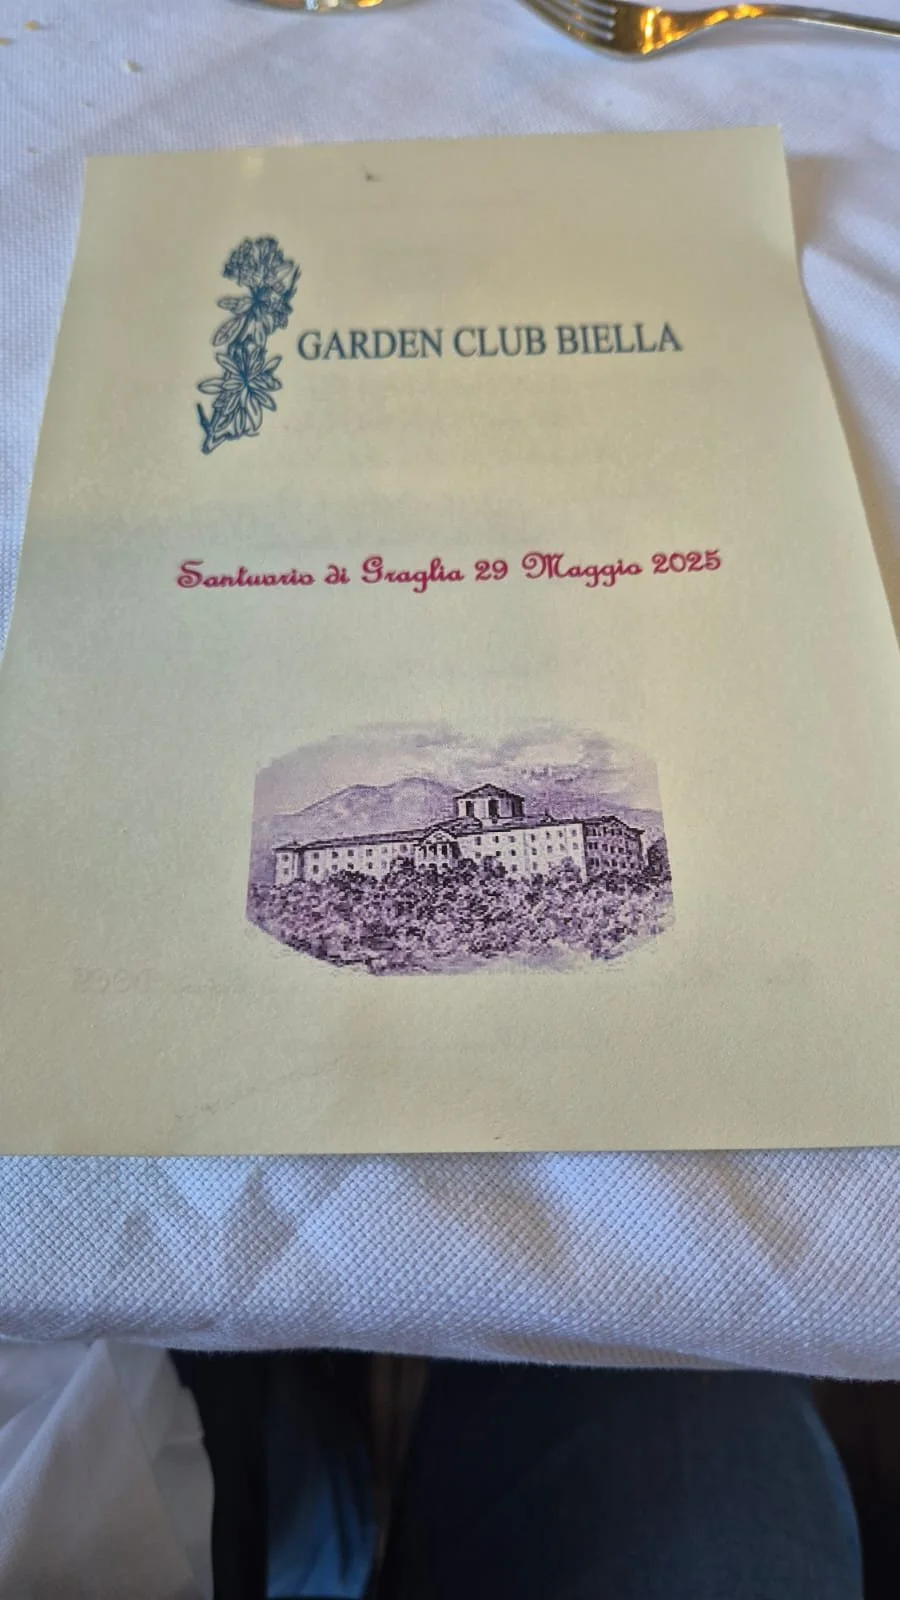 GARDEN CLUB BIELLA
Santuario di Graglia 29 Maggio 2025